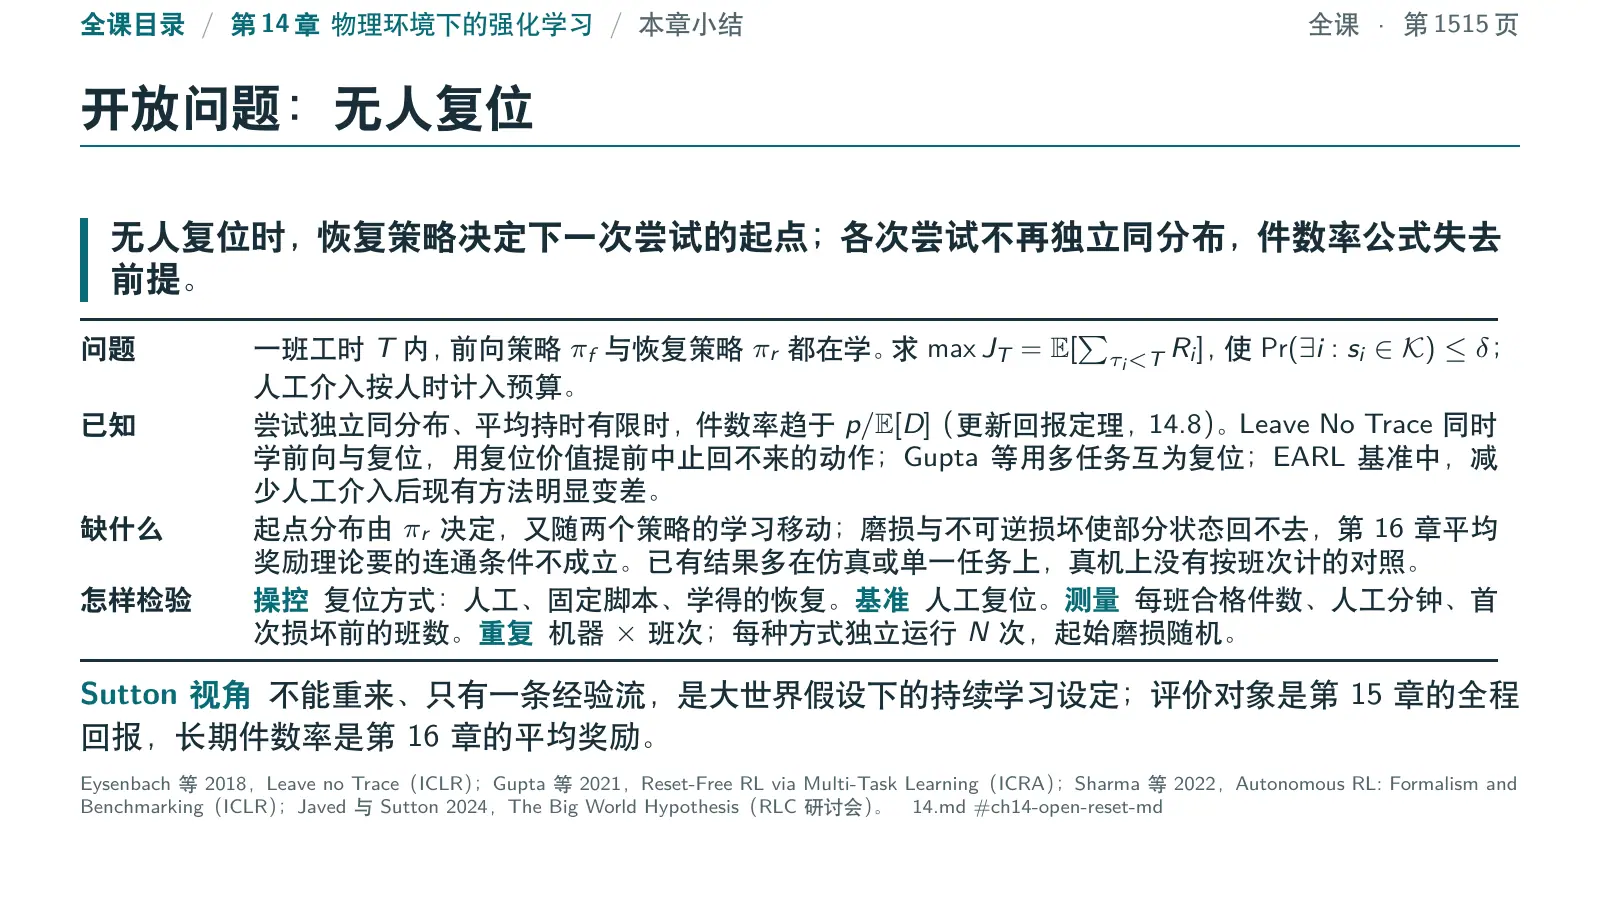 全课目录 / 第 14 章 物理环境下的强化学习 / 本章小结
全课 · 第 1515 页
开放问题：无人复位
无人复位时，恢复策略决定下一次尝试的起点；各次尝试不再独立同分布，件数率公式失去
前提。
问题 一班工时 T 内，前向策略 π_f 与恢复策略 π_r 都在学。求 max J_T = 𝔼[∑_{τ_i<T} R_i]，使 Pr(∃i : s_i ∈ 𝒦) ≤ δ；
人工介入按人时计入预算。
已知 尝试独立同分布、平均持时有限时，件数率趋于 p/𝔼[D]（更新回报定理，14.8）。Leave No Trace 同时
学前向与复位，用复位价值提前中止回不来的动作；Gupta 等用多任务互为复位；EARL 基准中，减
少人工介入后现有方法明显变差。
缺什么 起点分布由 π_r 决定，又随两个策略的学习移动；磨损与不可逆损坏使部分状态回不去，第 16 章平均
奖励理论要的连通条件不成立。已有结果多在仿真或单一任务上，真机上没有按班次计的对照。
怎样检验 操控 复位方式：人工、固定脚本、学得的恢复。基准 人工复位。测量 每班合格件数、人工分钟、首
次损坏前的班数。重复 机器 × 班次；每种方式独立运行 N 次，起始磨损随机。
Sutton 视角 不能重来、只有一条经验流，是大世界假设下的持续学习设定；评价对象是第 15 章的全程
回报，长期件数率是第 16 章的平均奖励。
Eysenbach 等 2018，Leave no Trace（ICLR）；Gupta 等 2021，Reset-Free RL via Multi-Task Learning（ICRA）；Sharma 等 2022，Autonomous RL: Formalism and
Benchmarking（ICLR）；Javed 与 Sutton 2024，The Big World Hypothesis（RLC 研讨会）。 14.md #ch14-open-reset-md